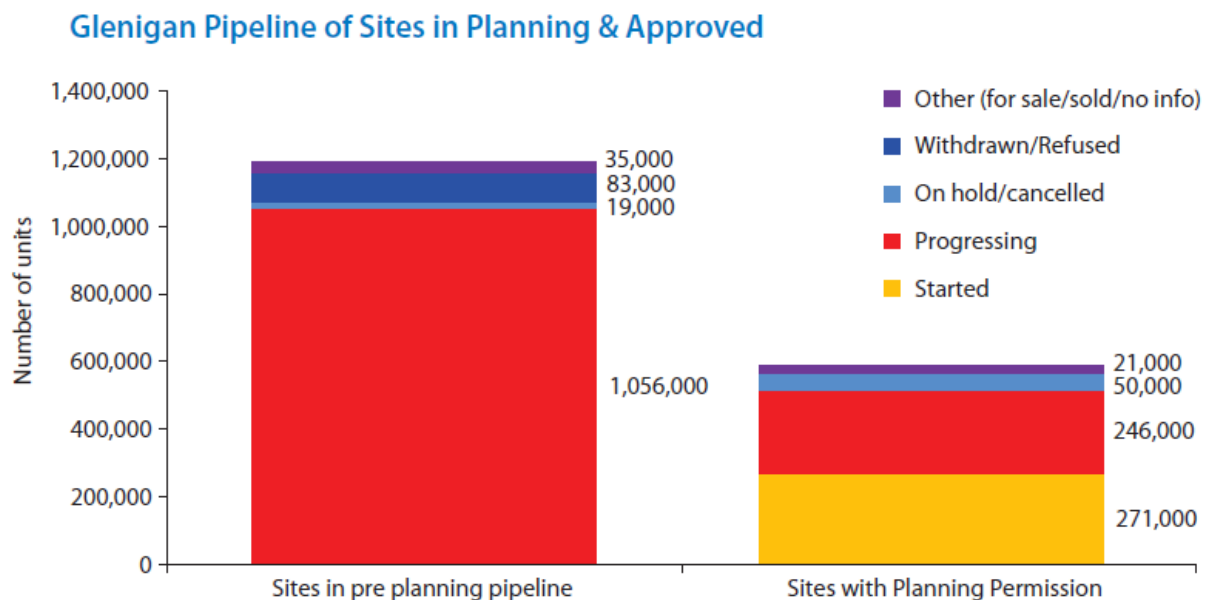 Glenigan Pipeline of Sites in Planning & Approved
Number of units
1,400,000
1,200,000
1,000,000
800,000
600,000
400,000
200,000
0
35,000
83,000
19,000
1,056,000
21,000
50,000
246,000
271,000
Other (for sale/sold/no info)
Withdrawn/Refused
On hold/cancelled
Progressing
Started
Sites in pre planning pipeline
Sites with Planning Permission